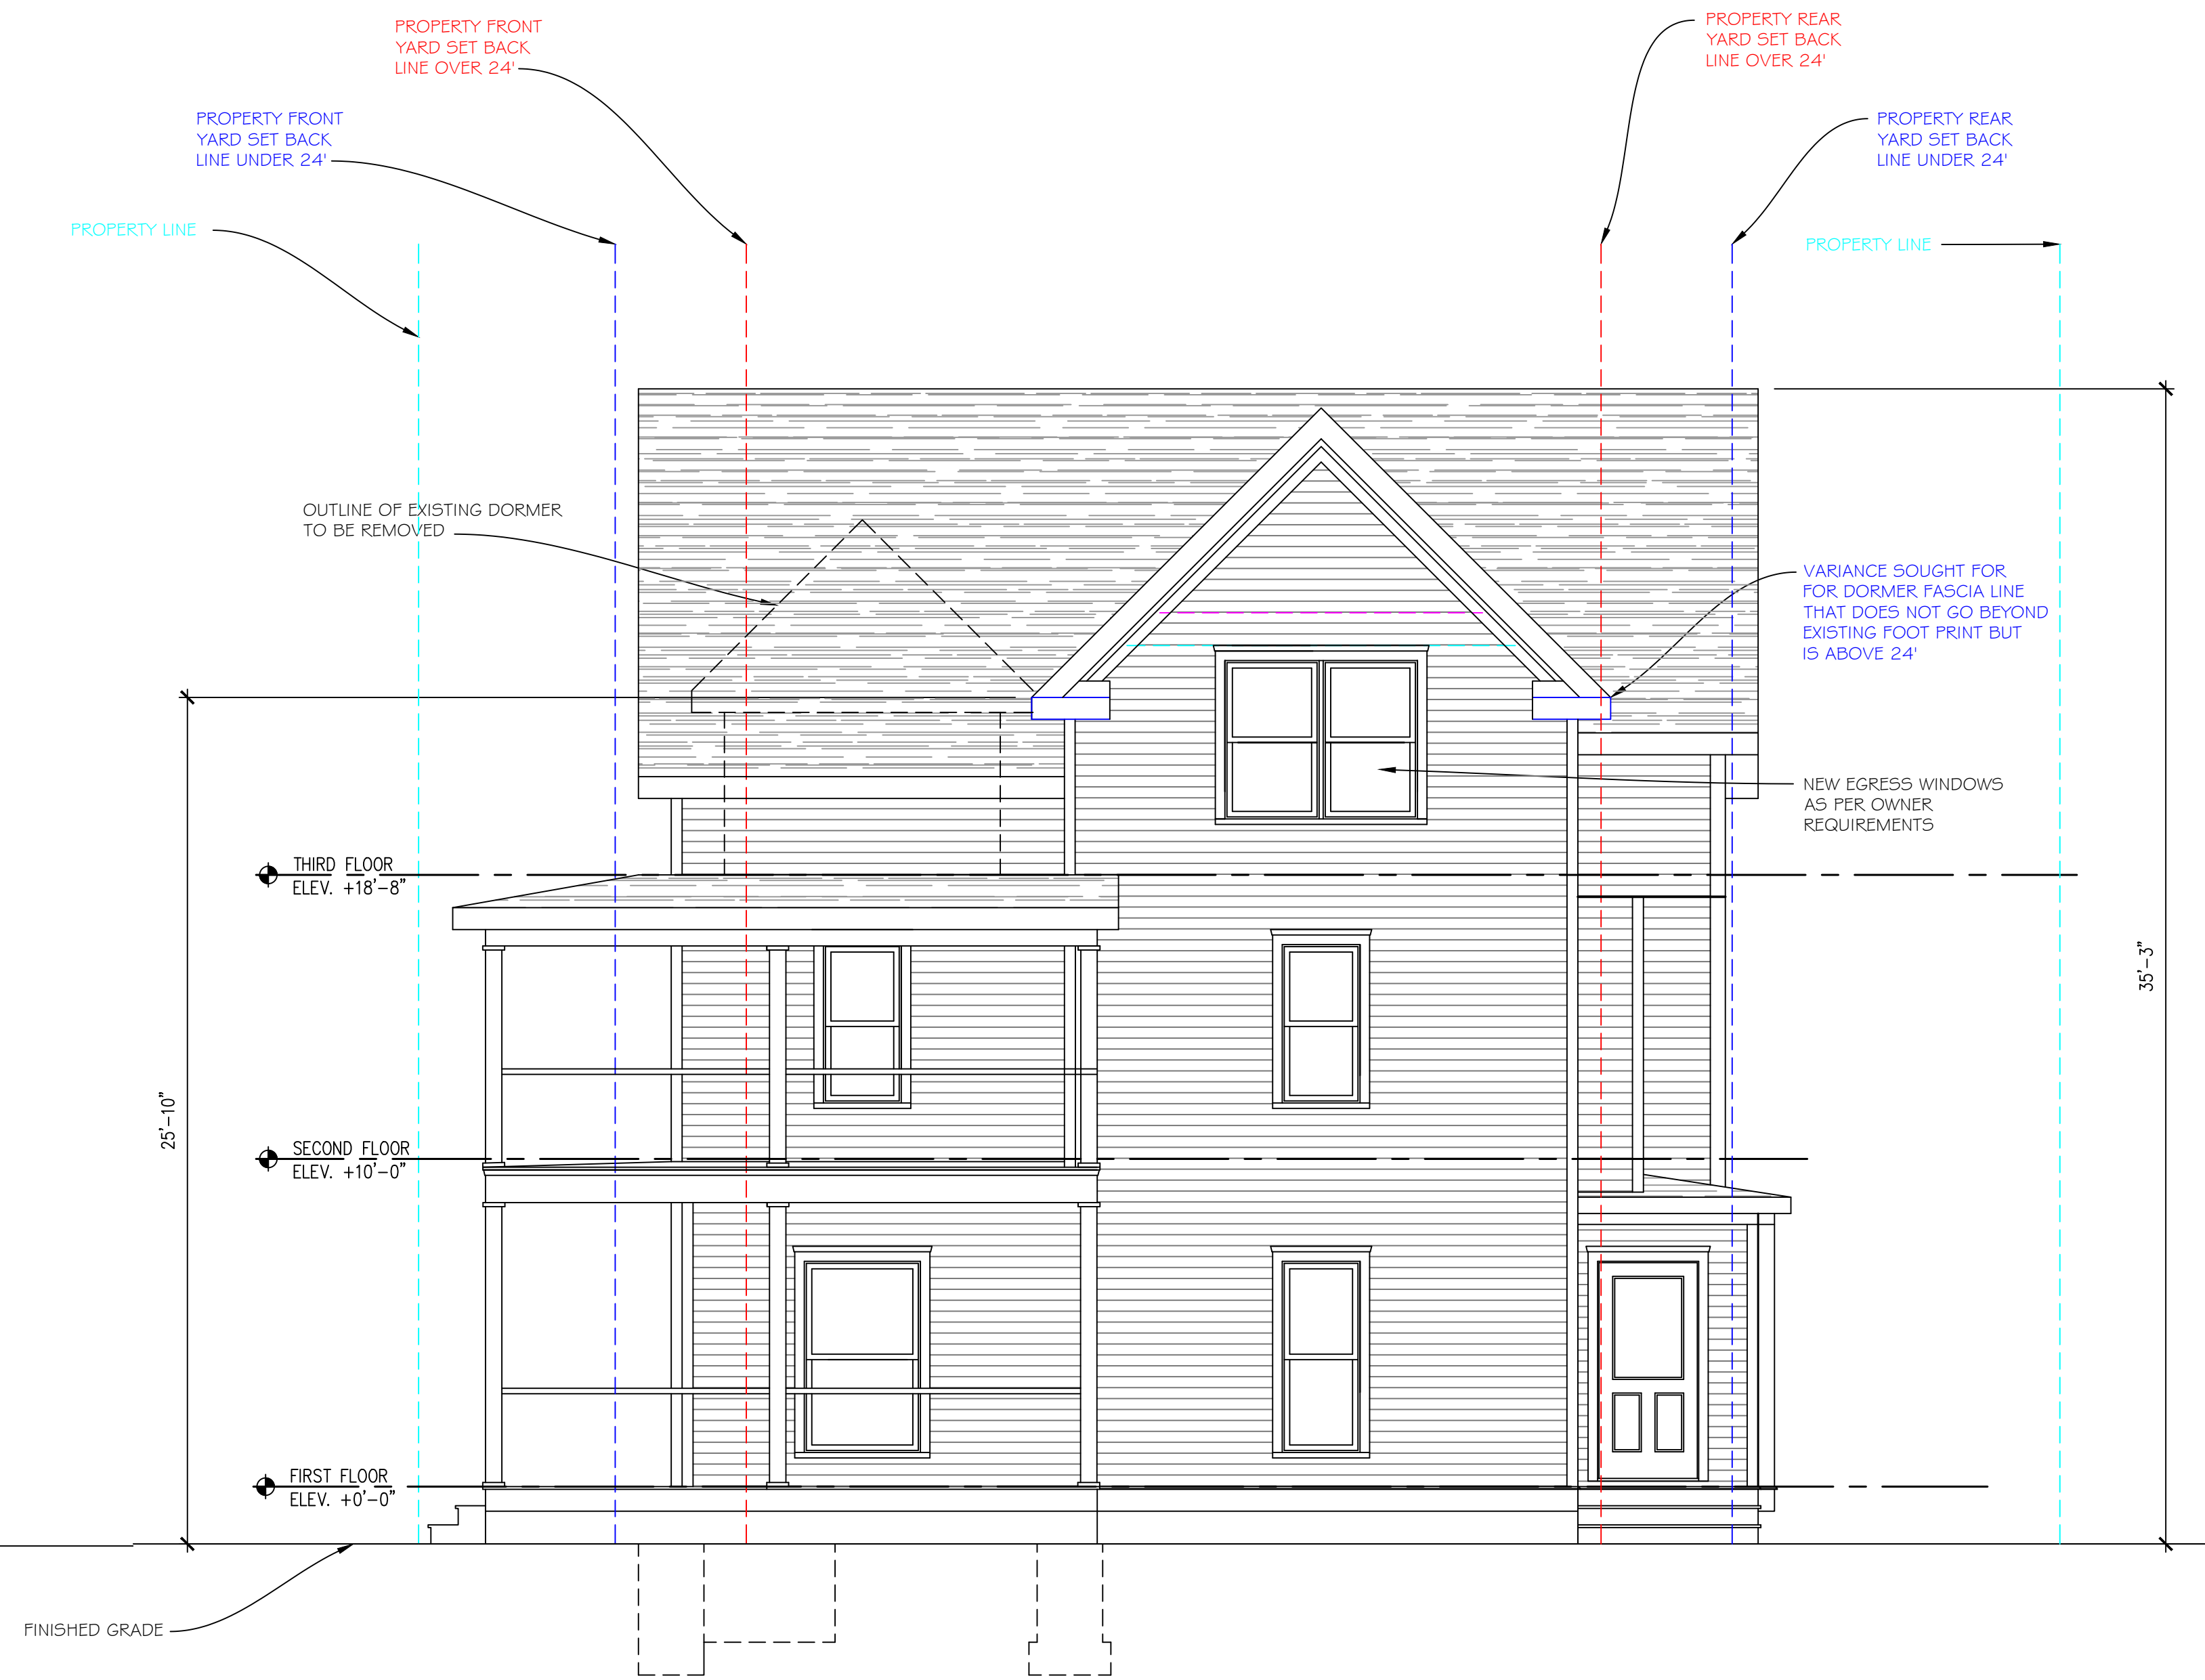 PROPERTY FRONT
YARD SET BACK
LINE OVER 24'
PROPERTY REAR
YARD SET BACK
LINE OVER 24'
PROPERTY FRONT
YARD SET BACK
LINE UNDER 24'
PROPERTY REAR
YARD SET BACK
LINE UNDER 24'
PROPERTY LINE
PROPERTY LINE
OUTLINE OF EXISTING DORMER
TO BE REMOVED
VARIANCE SOUGHT FOR
FOR DORMER FASCIA LINE
THAT DOES NOT GO BEYOND
EXISTING FOOT PRINT BUT
IS ABOVE 24'
NEW EGRESS WINDOWS
AS PER OWNER
REQUIREMENTS
THIRD FLOOR
ELEV. +18'-8"
35'-3"
25'-10"
SECOND FLOOR
ELEV. +10'-0"
FIRST FLOOR
ELEV. +0'-0"
FINISHED GRADE